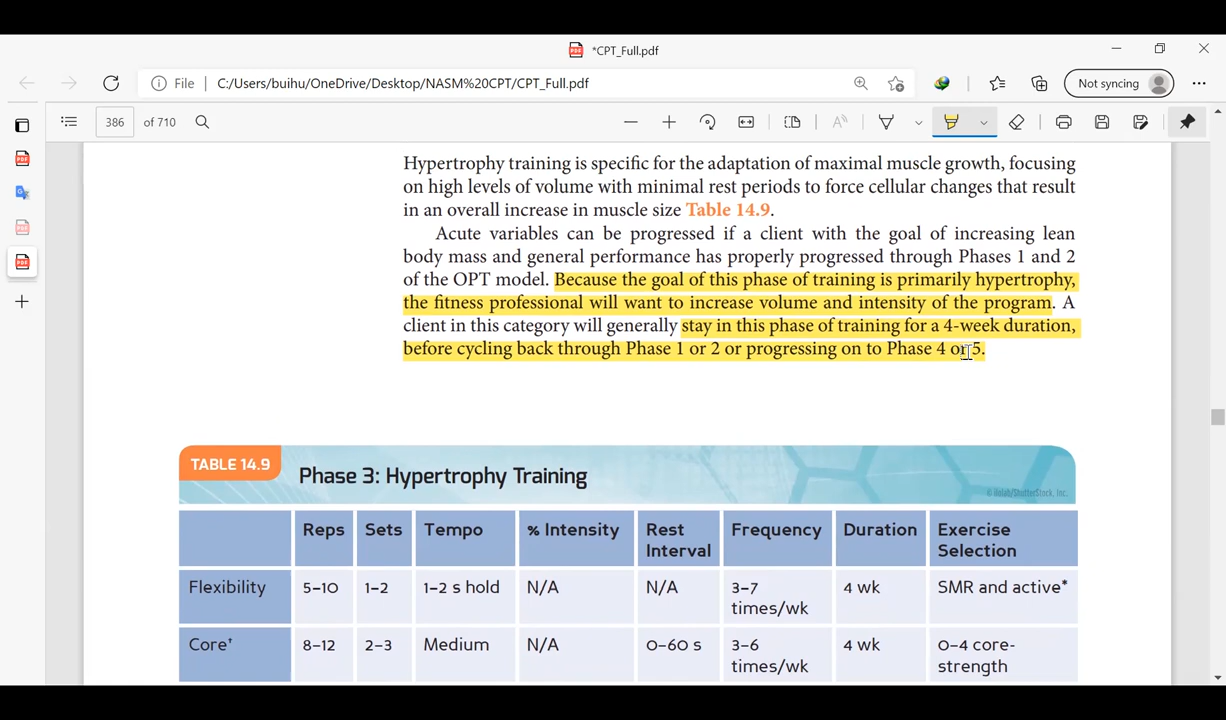 *CPT_Full.pdf
File
C:/Users/buihu/OneDrive/Desktop/NASM%20CPT/CPT_Full.pdf
Not syncing
386 of 710
Hypertrophy training is specific for the adaptation of maximal muscle growth, focusing
on high levels of volume with minimal rest periods to force cellular changes that result
in an overall increase in muscle size Table 14.9.
Acute variables can be progressed if a client with the goal of increasing lean
body mass and general performance has properly progressed through Phases 1 and 2
of the OPT model. Because the goal of this phase of training is primarily hypertrophy,
the fitness professional will want to increase volume and intensity of the program. A
client in this category will generally stay in this phase of training for a 4-week duration,
before cycling back through Phase 1 or 2 or progressing on to Phase 4 or 5.
TABLE 14.9
Phase 3: Hypertrophy Training
© iLab/ShutterStock, Inc.
Reps Sets Tempo % Intensity Rest Interval Frequency Duration Exercise Selection
Flexibility 5–10 1–2 1–2 s hold N/A N/A 3–7 times/wk 4 wk SMR and active*
Core† 8–12 2–3 Medium N/A 0–60 s 3–6 times/wk 4 wk 0–4 core-strength